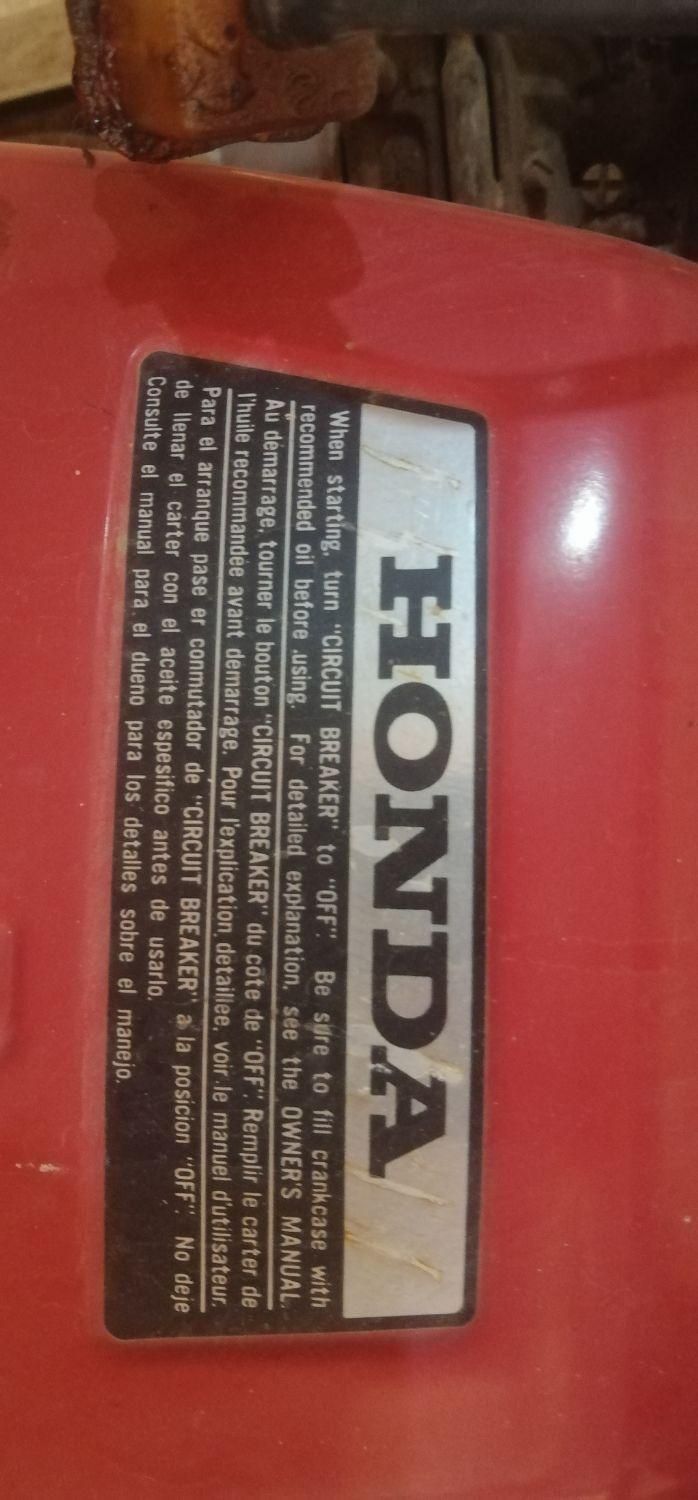 HONDA
When starting, turn "CIRCUIT BREAKER" to "OFF". Be sure to fill crankcase with
recommended oil before using. For detailed explanation, see the OWNER'S MANUAL.
Au démarrage, tourner le bouton "CIRCUIT BREAKER" du côte de "OFF". Remplir le carter de
l'huile recommandée avant démarrage. Pour l'explication detaillee, voir le manuel d'utilisateur.
Para el arranque pase er conmutador de "CIRCUIT BREAKER" a la posicion "OFF". No deje
de llenar el cárter con el aceite espesifico antes de usarlo.
Consulte el manual para el dueno para los detalles sobre el manejo.